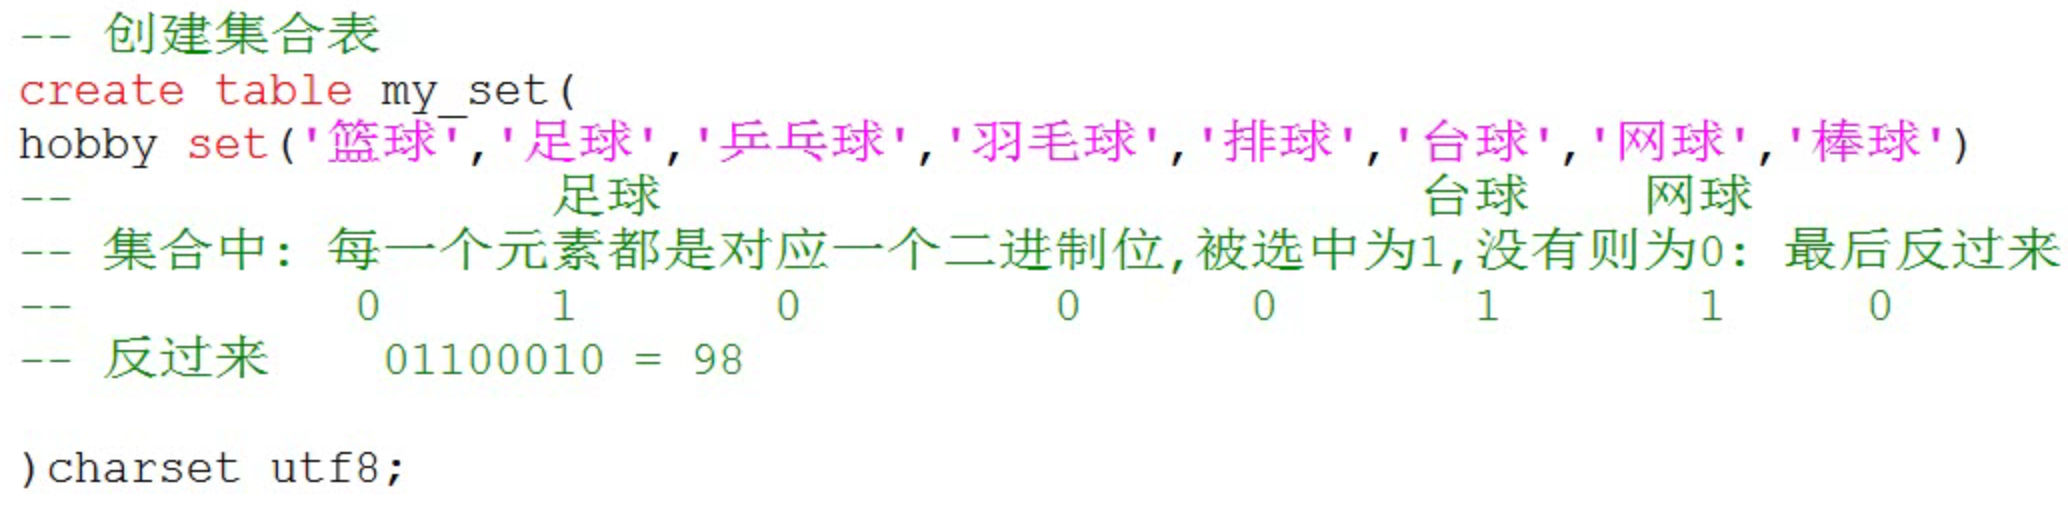 -- 创建集合表
create table my_set(
hobby set('篮球','足球','乒乓球','羽毛球','排球','台球','网球','棒球')
-- 足球 台球 网球
-- 集合中: 每一个元素都是对应一个二进制位,被选中为1,没有则为0: 最后反过来
-- 0 1 0 0 0 1 1 0
-- 反过来 01100010 = 98
)charset utf8;